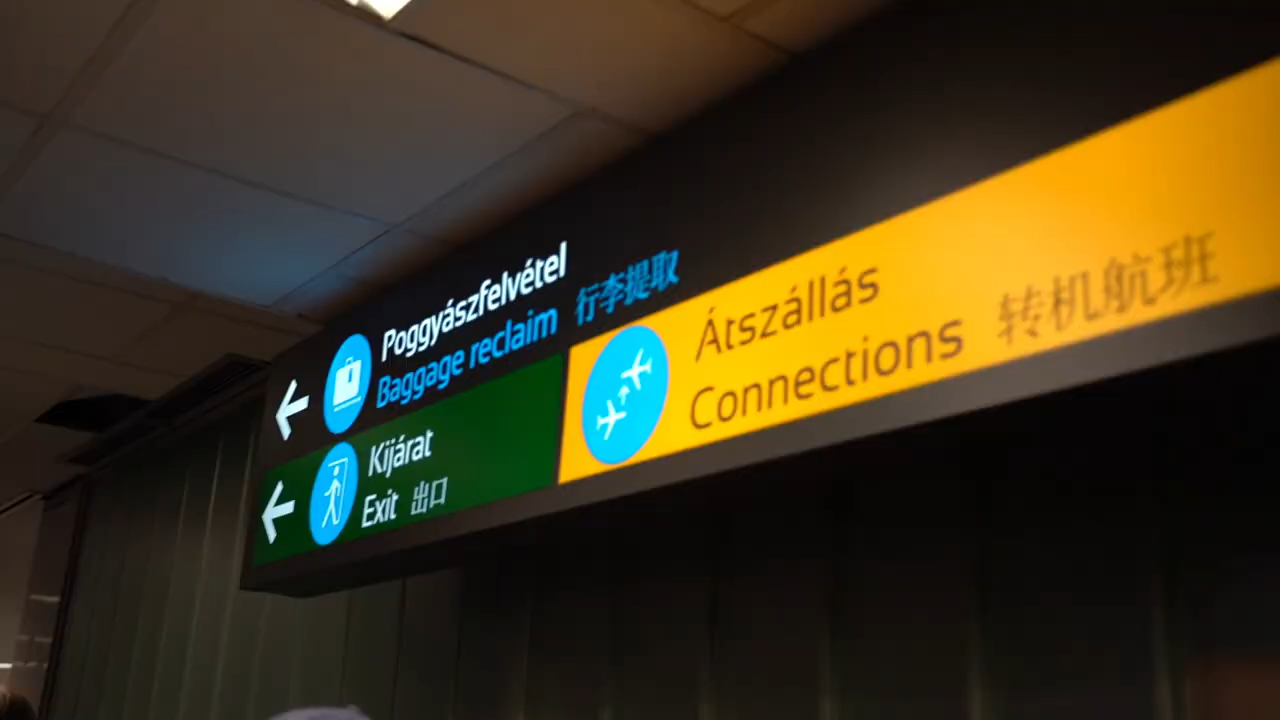 Poggyászfelvétel
Baggage reclaim 行李提取
Kijárat
Exit 出口
Átszállás
Connections 转机航班